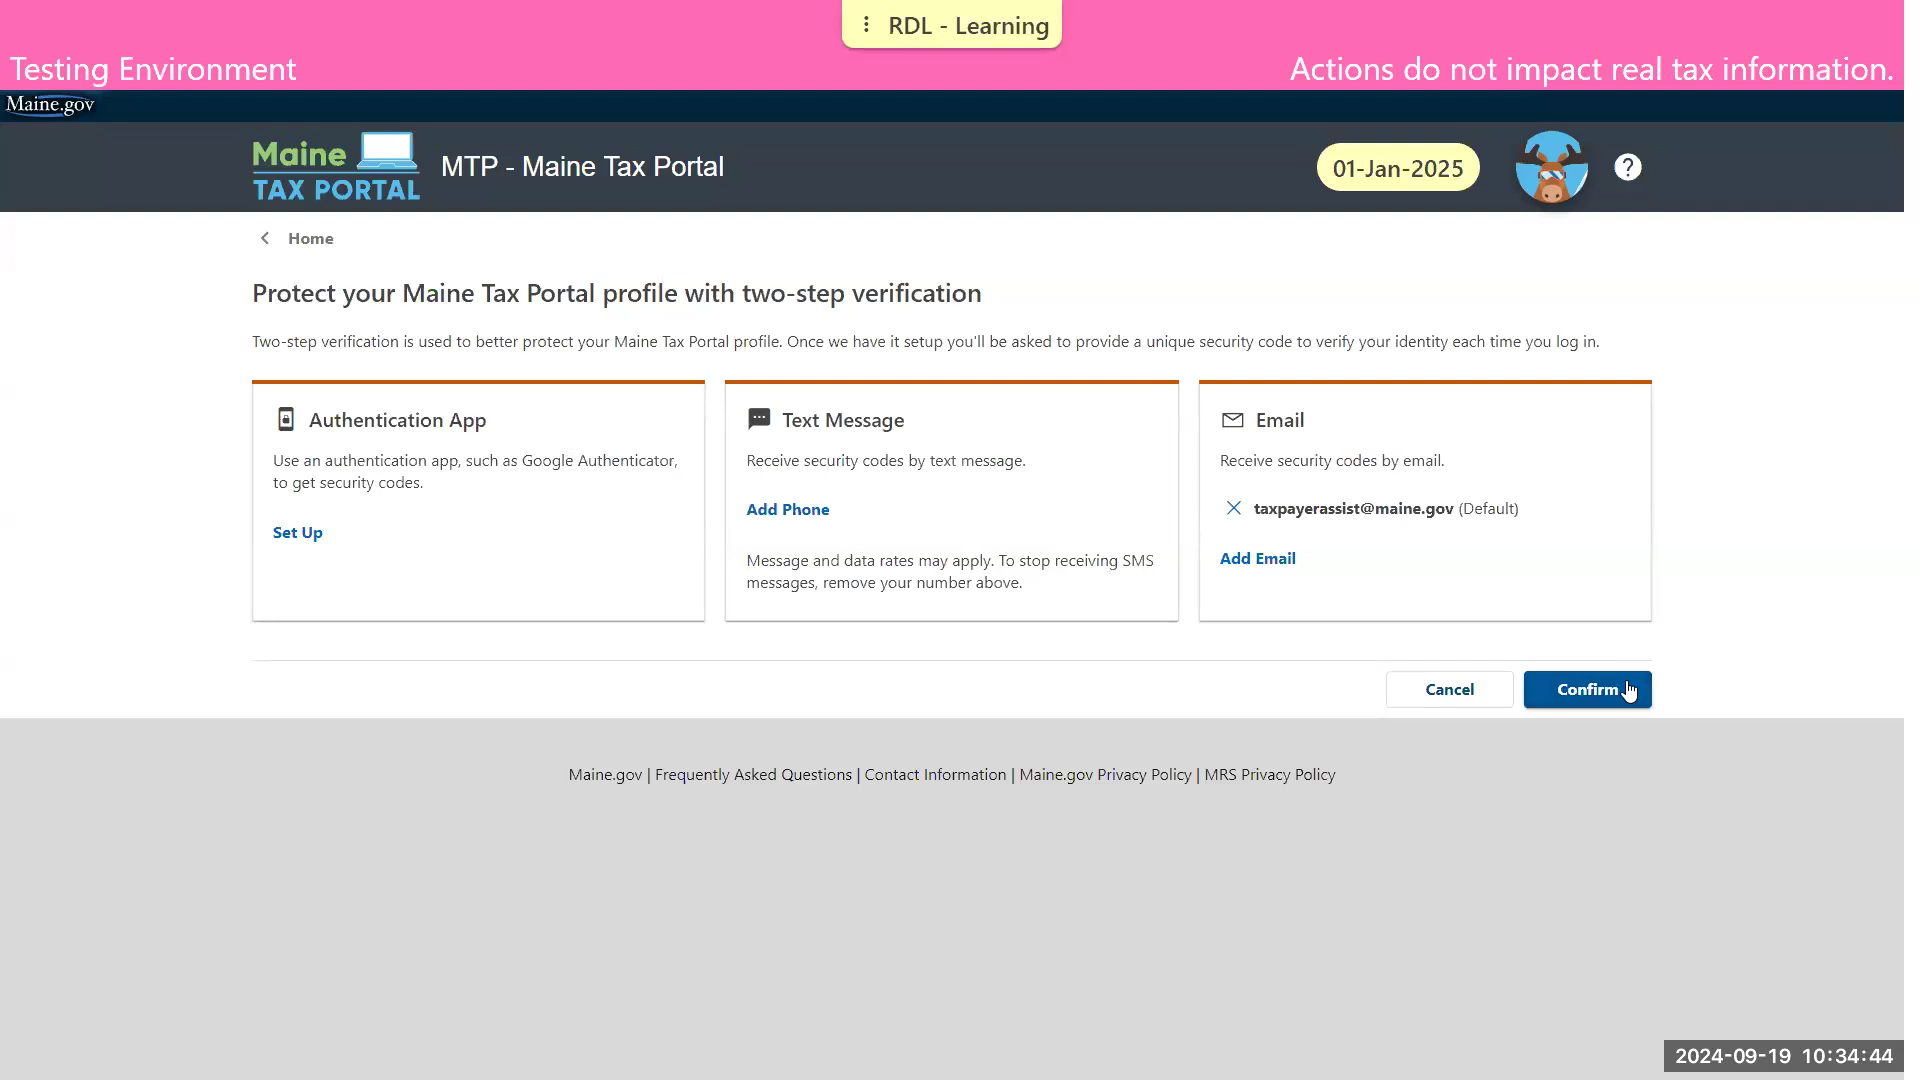 RDL - Learning
Testing Environment
Actions do not impact real tax information.
Maine.gov
Maine
TAX PORTAL
MTP - Maine Tax Portal
01-Jan-2025
?
Home
Protect your Maine Tax Portal profile with two-step verification
Two-step verification is used to better protect your Maine Tax Portal profile. Once we have it setup you'll be asked to provide a unique security code to verify your identity each time you log in.
Authentication App
Use an authentication app, such as Google Authenticator,
to get security codes.
Set Up
Text Message
Receive security codes by text message.
Add Phone
Message and data rates may apply. To stop receiving SMS
messages, remove your number above.
Email
Receive security codes by email.
taxpayerassist@maine.gov (Default)
Add Email
Cancel
Confirm
Maine.gov | Frequently Asked Questions | Contact Information | Maine.gov Privacy Policy | MRS Privacy Policy
2024-09-19 10:34:44